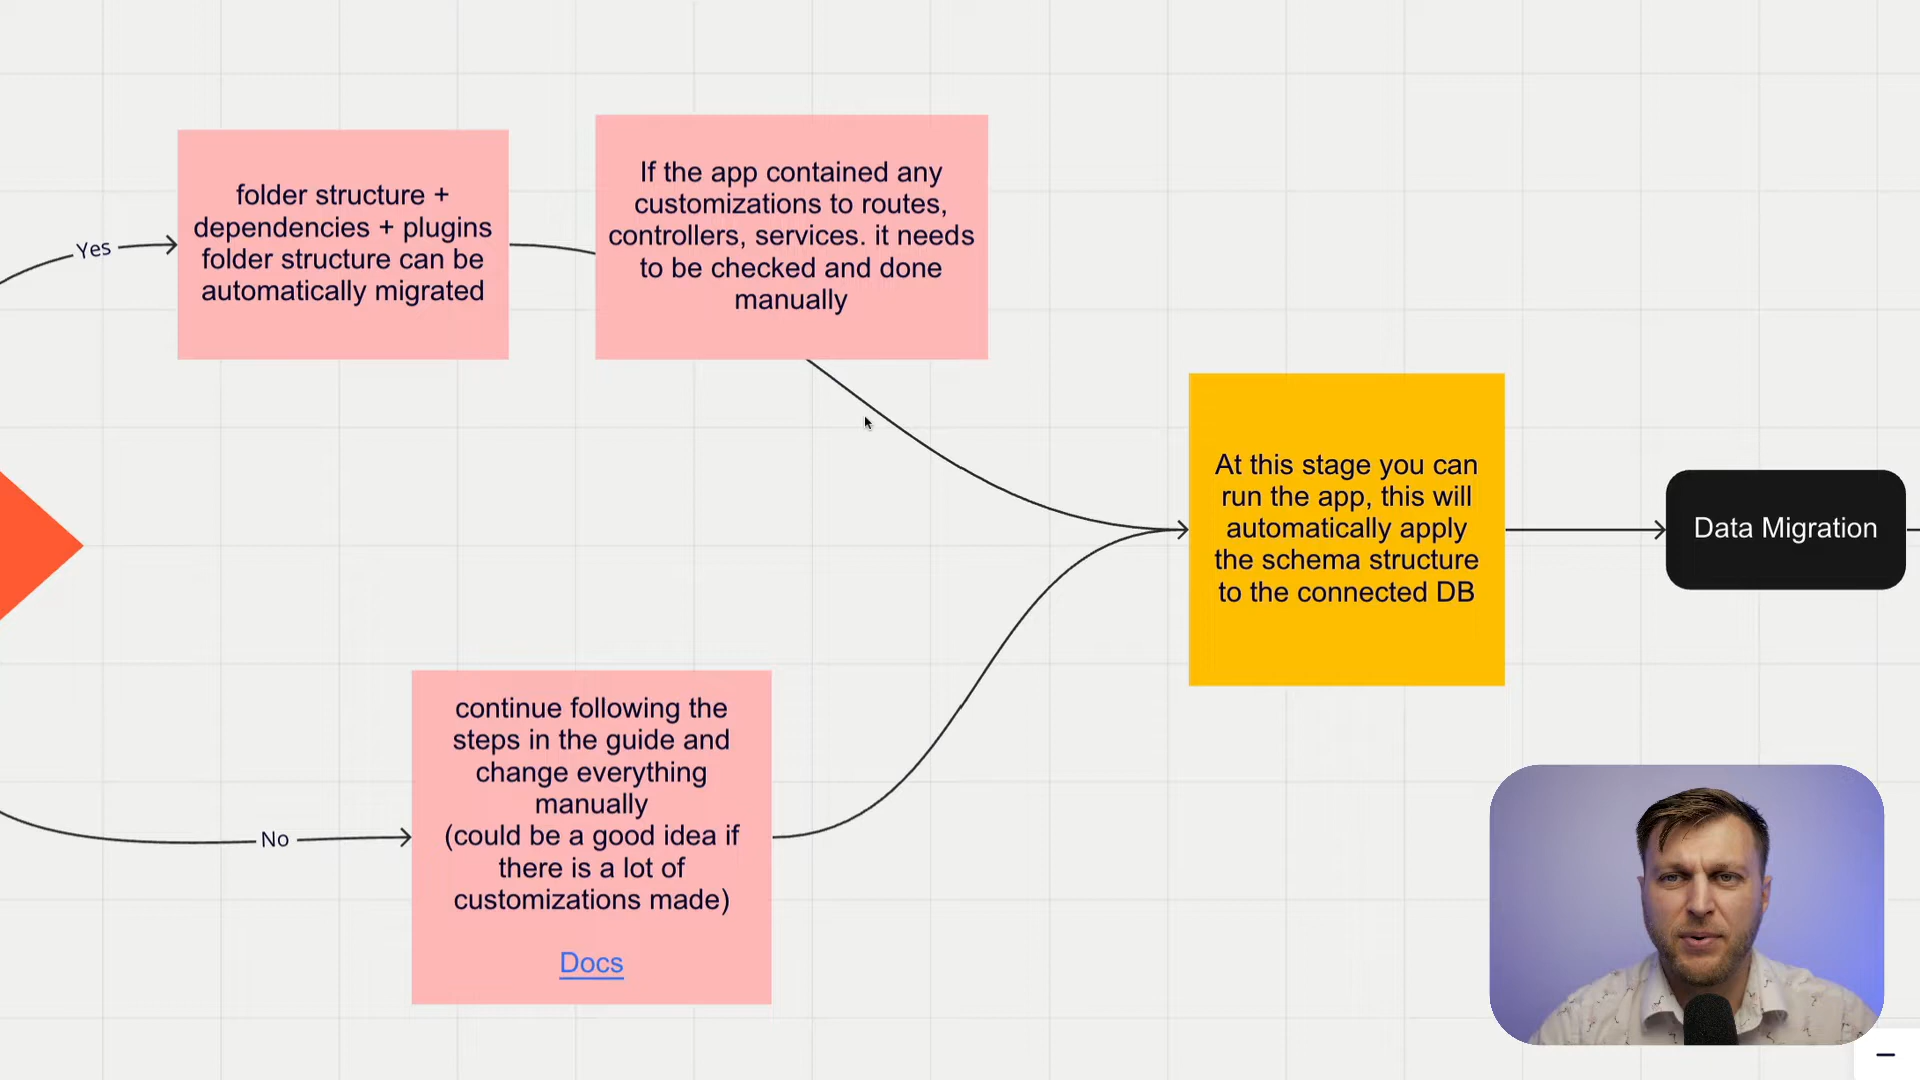 Yes
folder structure +
dependencies + plugins
folder structure can be
automatically migrated
If the app contained any
customizations to routes,
controllers, services. it needs
to be checked and done
manually
At this stage you can
run the app, this will
automatically apply
the schema structure
to the connected DB
Data Migration
No
continue following the
steps in the guide and
change everything
manually
(could be a good idea if
there is a lot of
customizations made)
Docs